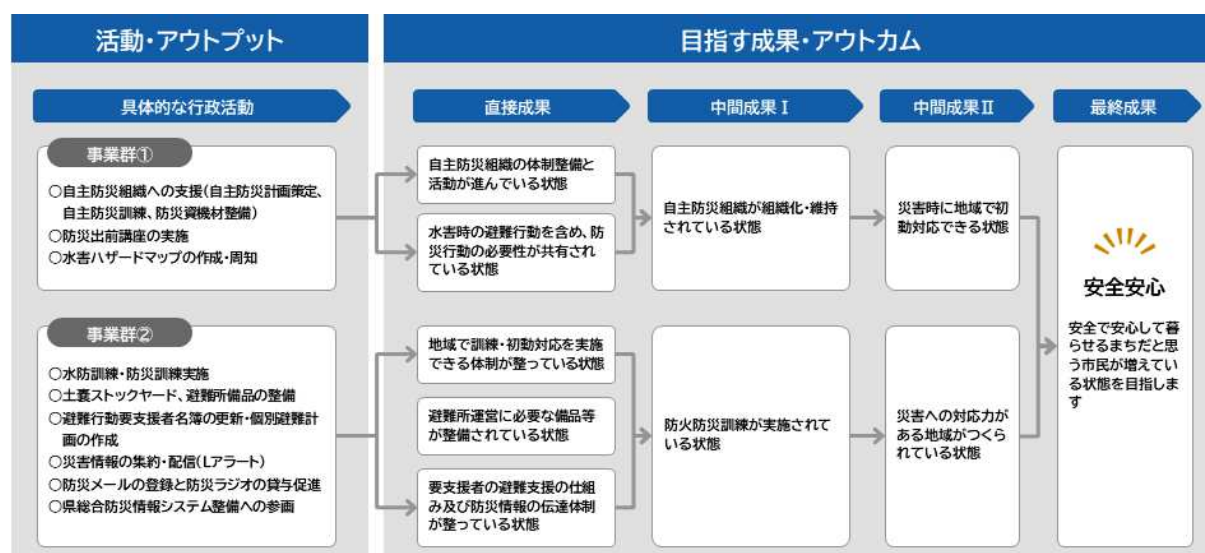 活動・アウトプット
目指す成果・アウトカム
具体的な行政活動
直接成果
中間成果Ⅰ
中間成果Ⅱ
最終成果
事業群①
○自主防災組織への支援(自主防災計画策定、
自主防災訓練、防災資機材整備)
○防災出前講座の実施
○水害ハザードマップの作成・周知
自主防災組織の体制整備と
活動が進んでいる状態
水害時の避難行動を含め、防
災行動の必要性が共有され
ている状態
自主防災組織が組織化・維持
されている状態
災害時に地域で初
動対応できる状態
事業群②
○水防訓練・防災訓練実施
○土嚢ストックヤード、避難所備品の整備
○避難行動要支援者名簿の更新・個別避難計
画の作成
○災害情報の集約・配信(Lアラート)
○防災メールの登録と防災ラジオの貸与促進
○県総合防災情報システム整備への参画
地域で訓練・初動対応を実施
できる体制が整っている状態
避難所運営に必要な備品等
が整備されている状態
要支援者の避難支援の仕組
み及び防災情報の伝達体制
が整っている状態
防火防災訓練が実施されて
いる状態
災害への対応力が
ある地域がつくら
れている状態
安全安心
安全で安心して暮
らせるまちだと思
う市民が増えてい
る状態を目指しま
す